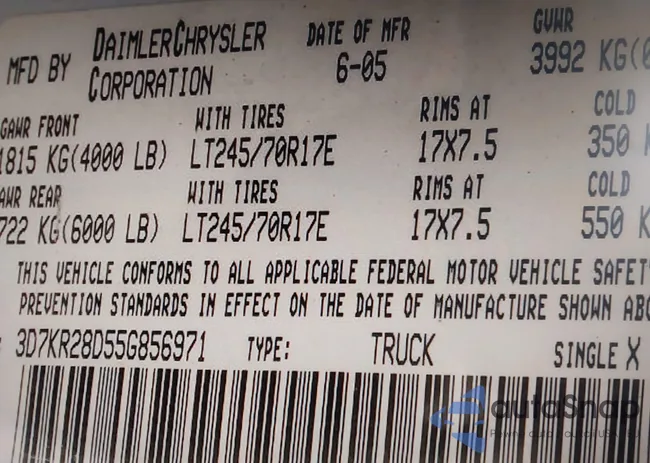 MFD BY DAIMLERCHRYSLER CORPORATION DATE OF MFR 6-05 GVWR 3992 KG(
GAWR FRONT WITH TIRES RIMS AT COLD
1815 KG(4000 LB) LT245/70R17E 17X7.5 350 K
AWR REAR WITH TIRES RIMS AT COLD
722 KG(6000 LB) LT245/70R17E 17X7.5 550 K
THIS VEHICLE CONFORMS TO ALL APPLICABLE FEDERAL MOTOR VEHICLE SAFET
PREVENTION STANDARDS IN EFFECT ON THE DATE OF MANUFACTURE SHOWN ABO
: 3D7KR28D55G856971 TYPE: TRUCK SINGLE X
autoSnap